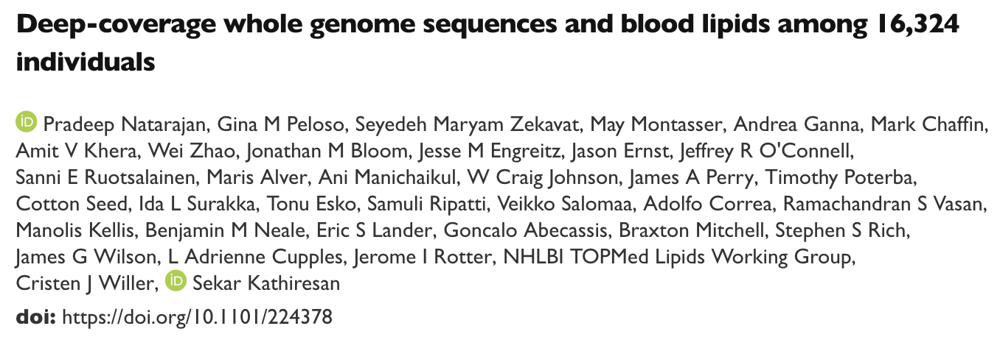 Deep-coverage whole genome sequences and blood lipids among 16,324
individuals
iD Pradeep Natarajan, Gina M Peloso, Seyedeh Maryam Zekavat, May Montasser, Andrea Ganna, Mark Chaffin,
Amit V Khera, Wei Zhao, Jonathan M Bloom, Jesse M Engreitz, Jason Ernst, Jeffrey R O'Connell,
Sanni E Ruotsalainen, Maris Alver, Ani Manichaikul, W Craig Johnson, James A Perry, Timothy Poterba,
Cotton Seed, Ida L Surakka, Tonu Esko, Samuli Ripatti, Veikko Salomaa, Adolfo Correa, Ramachandran S Vasan,
Manolis Kellis, Benjamin M Neale, Eric S Lander, Goncalo Abecassis, Braxton Mitchell, Stephen S Rich,
James G Wilson, L Adrienne Cupples, Jerome I Rotter, NHLBI TOPMed Lipids Working Group,
Cristen J Willer, iD Sekar Kathiresan
doi: https://doi.org/10.1101/224378